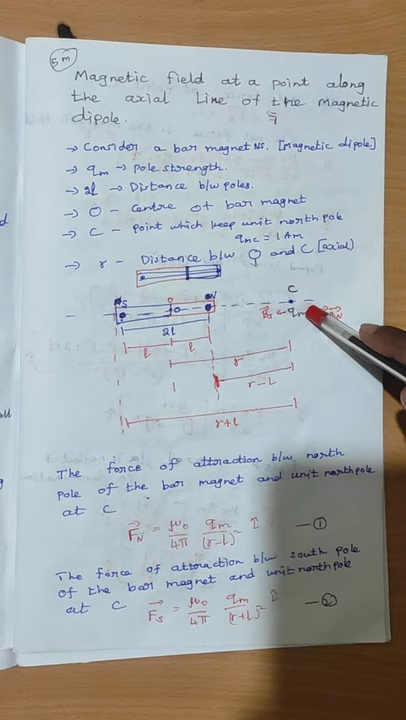 5m
Magnetic field at a point along
the axial Line of the Magnetic
dipole.
→ Consider a bar magnet NS. [Magnetic dipole]
→ qm → Pole strength.
→ 2l → Distance b/w poles.
→ O → Centre of bar magnet
→ C → Point which keep unit north pole
qmc = 1 Am
→ r → Distance b/w O and C [axial]
S O N C
F⃗s ← qm
2l
l l r
r-l
r+l
The force of attraction b/w north
pole of the bar magnet and unit north pole
at C
F⃗N = μ0/4π qm/(r-l)² î —①
The force of attraction b/w south pole
of the bar magnet and unit north pole
at C F⃗s = μ0/4π qm/(r+l)² î —②